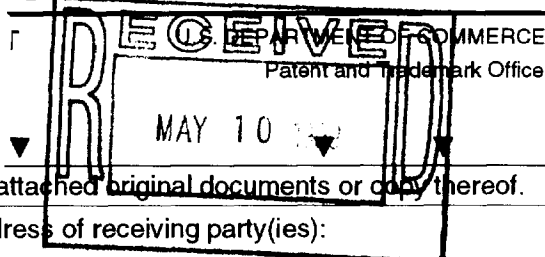 RECEIVED
U.S. DEPARTMENT OF COMMERCE
Patent and Trademark Office
MAY 10
attached original documents or copy thereof.
dress of receiving party(ies):